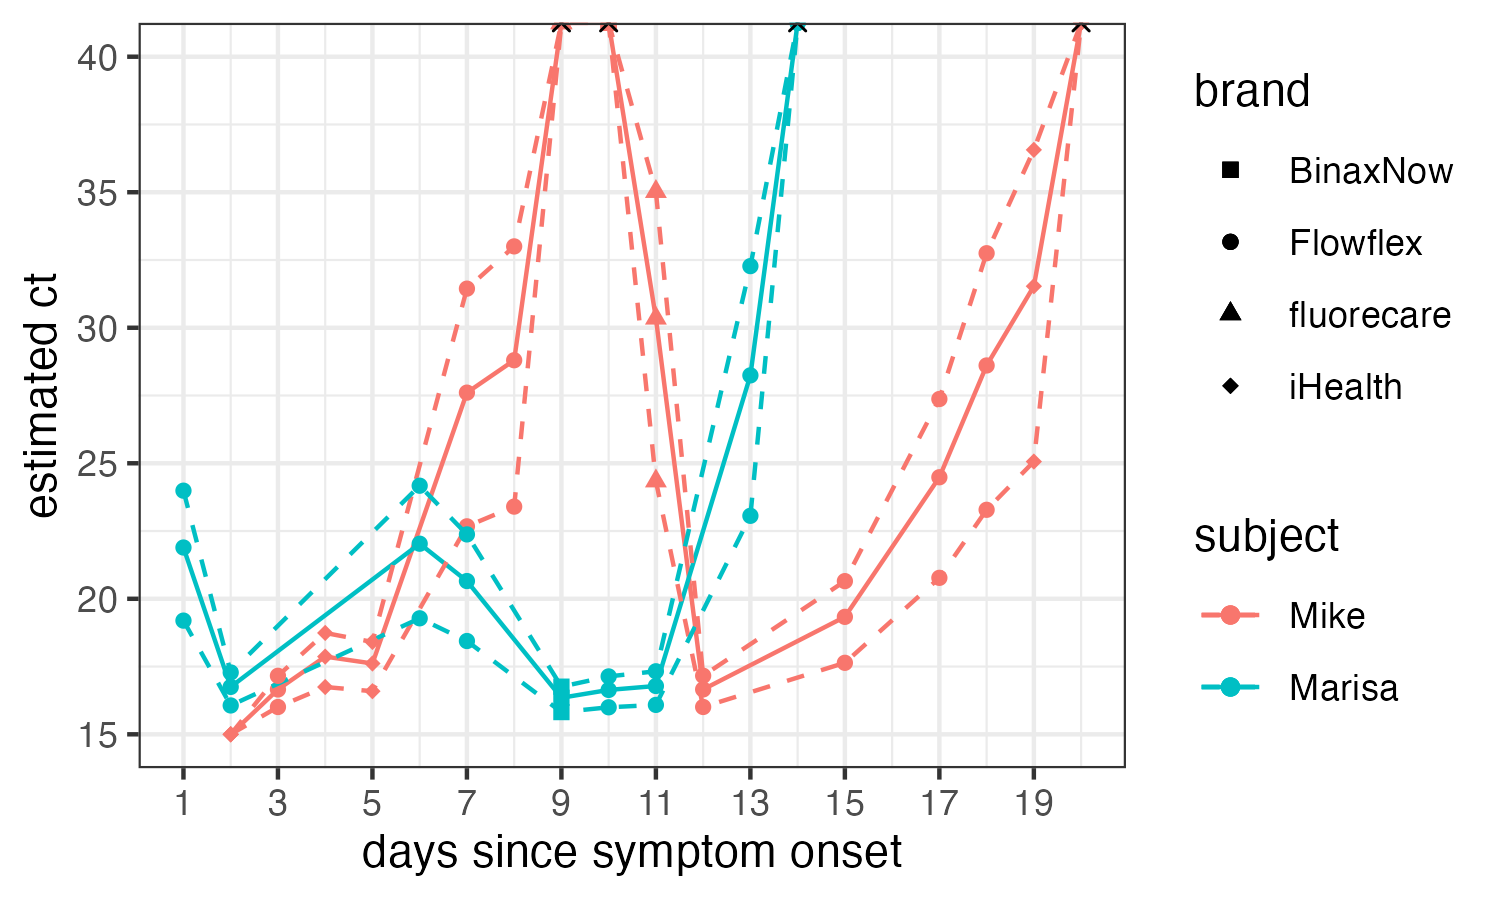 estimated ct
40
35
30
25
20
15
1 3 5 7 9 11 13 15 17 19
days since symptom onset
brand
BinaxNow
Flowflex
fluorecare
iHealth
subject
Mike
Marisa